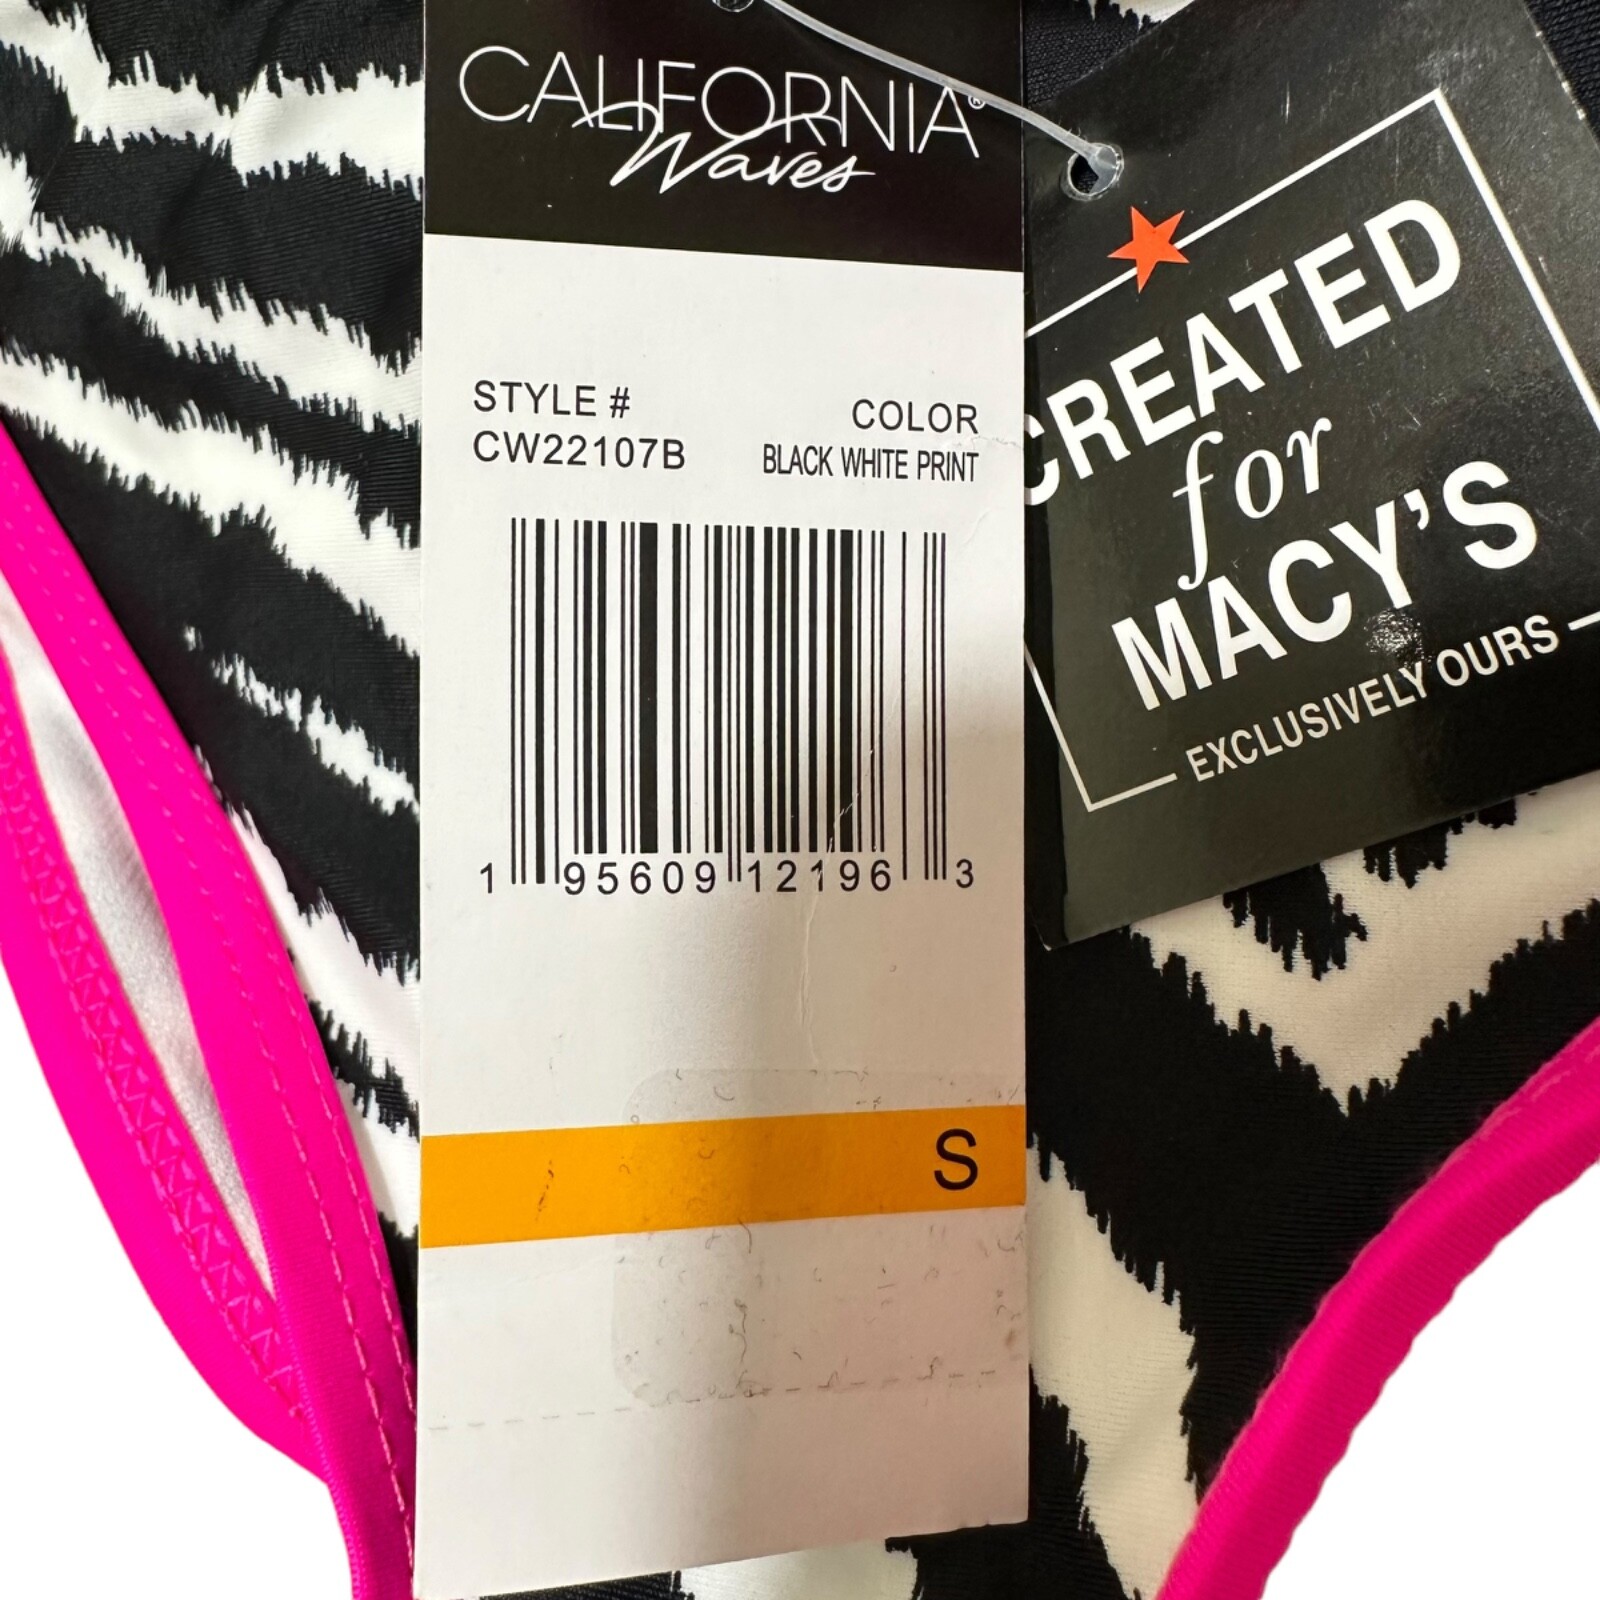 CALIFORNIA®
Waves
STYLE #
CW22107B
COLOR
BLACK WHITE PRINT
1 95609 12196 3
S
CREATED
for
MACY'S
EXCLUSIVELY OURS